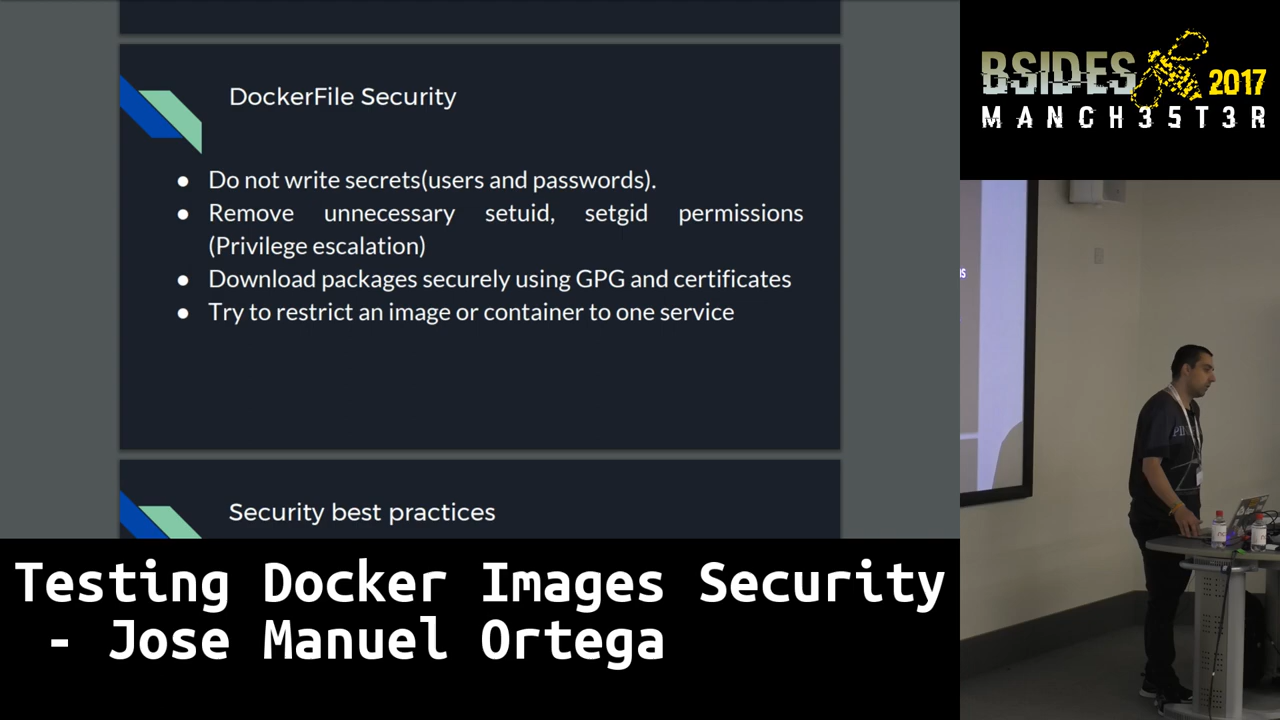 DockerFile Security
● Do not write secrets(users and passwords).
● Remove unnecessary setuid, setgid permissions
(Privilege escalation)
● Download packages securely using GPG and certificates
● Try to restrict an image or container to one service
Security best practices
Testing Docker Images Security
- Jose Manuel Ortega
BSIDES 2017
MANCH35T3R